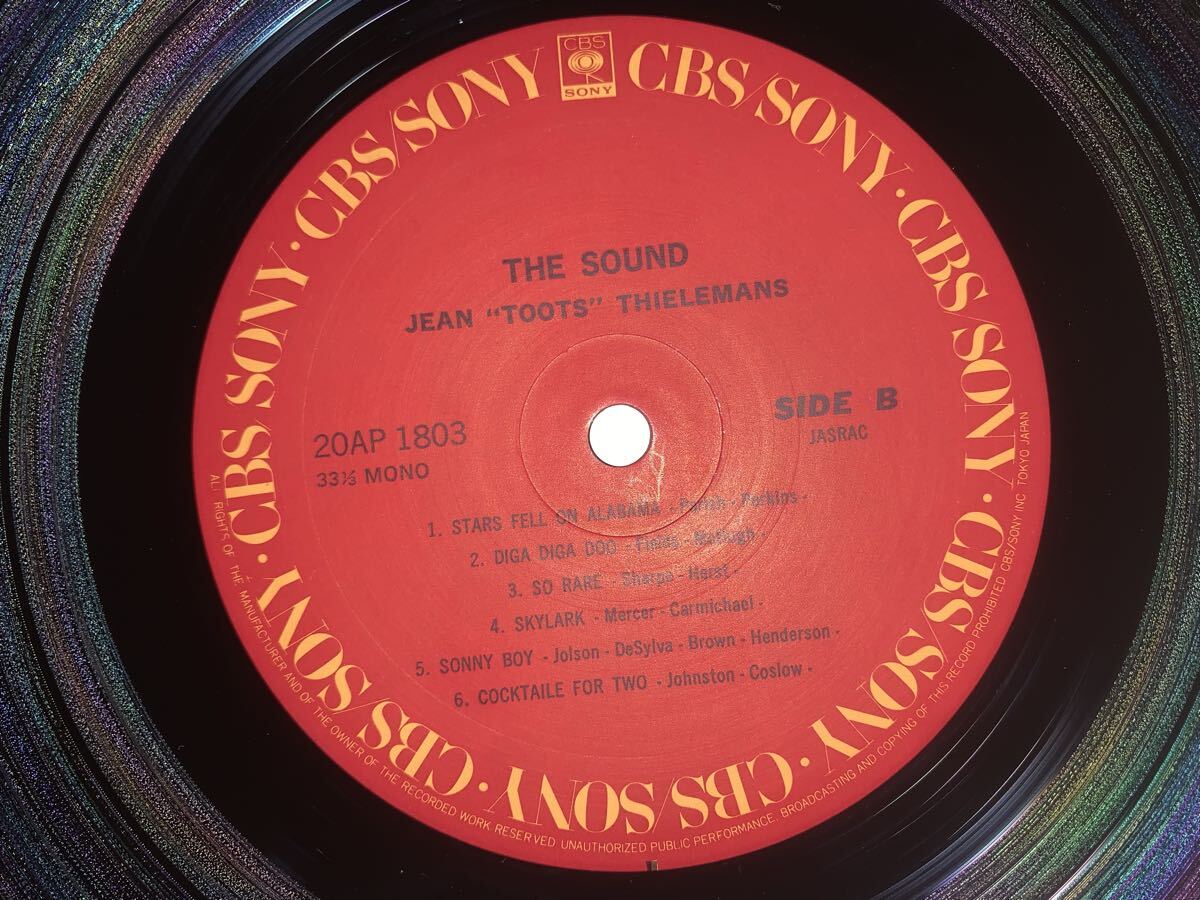 CBS
SONY
CBS/SONY · CBS/SONY · CBS/SONY · CBS/SONY · CBS/SONY · CBS/SONY · CBS/SONY · CBS/SONY
THE SOUND
JEAN “TOOTS” THIELEMANS
20AP 1803
33⅓ MONO
SIDE B
JASRAC
1. STARS FELL ON ALABAMA - Parish - Perkins -
2. DIGA DIGA DOO - Fields - McHugh -
3. SO RARE - Sharpe - Herst -
4. SKYLARK - Mercer - Carmichael -
5. SONNY BOY - Jolson - DeSylva - Brown - Henderson -
6. COCKTAILE FOR TWO - Johnston - Coslow -
ALL RIGHTS OF THE MANUFACTURER AND OF THE OWNER OF THE RECORDED WORK RESERVED UNAUTHORIZED PUBLIC PERFORMANCE, BROADCASTING AND COPYING OF THIS RECORD PROHIBITED CBS/SONY INC TOKYO JAPAN